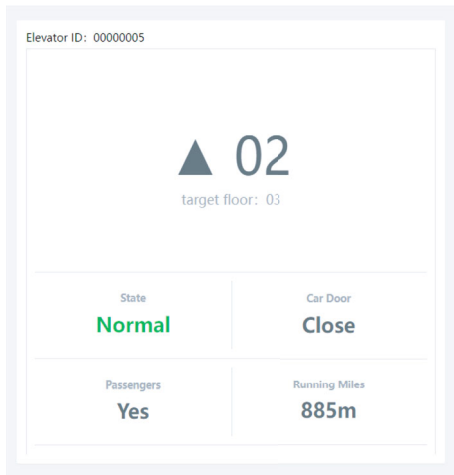 Elevator ID: 00000005
▲ 02
target floor: 03
State
Normal
Car Door
Close
Passengers
Yes
Running Miles
885m